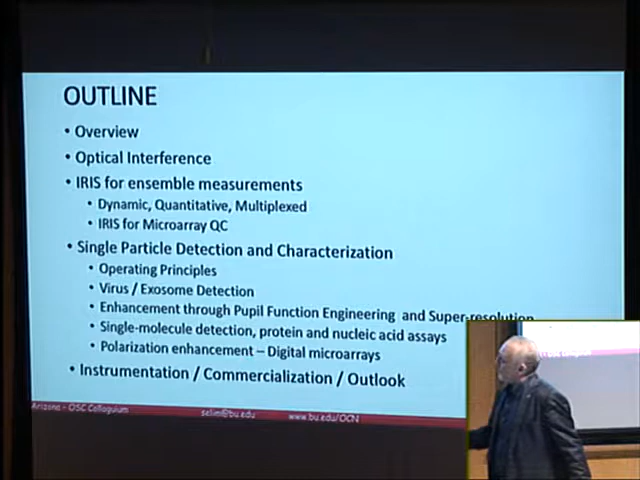 OUTLINE
• Overview
• Optical Interference
• IRIS for ensemble measurements
• Dynamic, Quantitative, Multiplexed
• IRIS for Microarray QC
• Single Particle Detection and Characterization
• Operating Principles
• Virus / Exosome Detection
• Enhancement through Pupil Function Engineering and Super-resolution
• Single-molecule detection, protein and nucleic acid assays
• Polarization enhancement – Digital microarrays
• Instrumentation / Commercialization / Outlook
Arizona - OSC Colloquium selim@bu.edu www.bu.edu/OCN